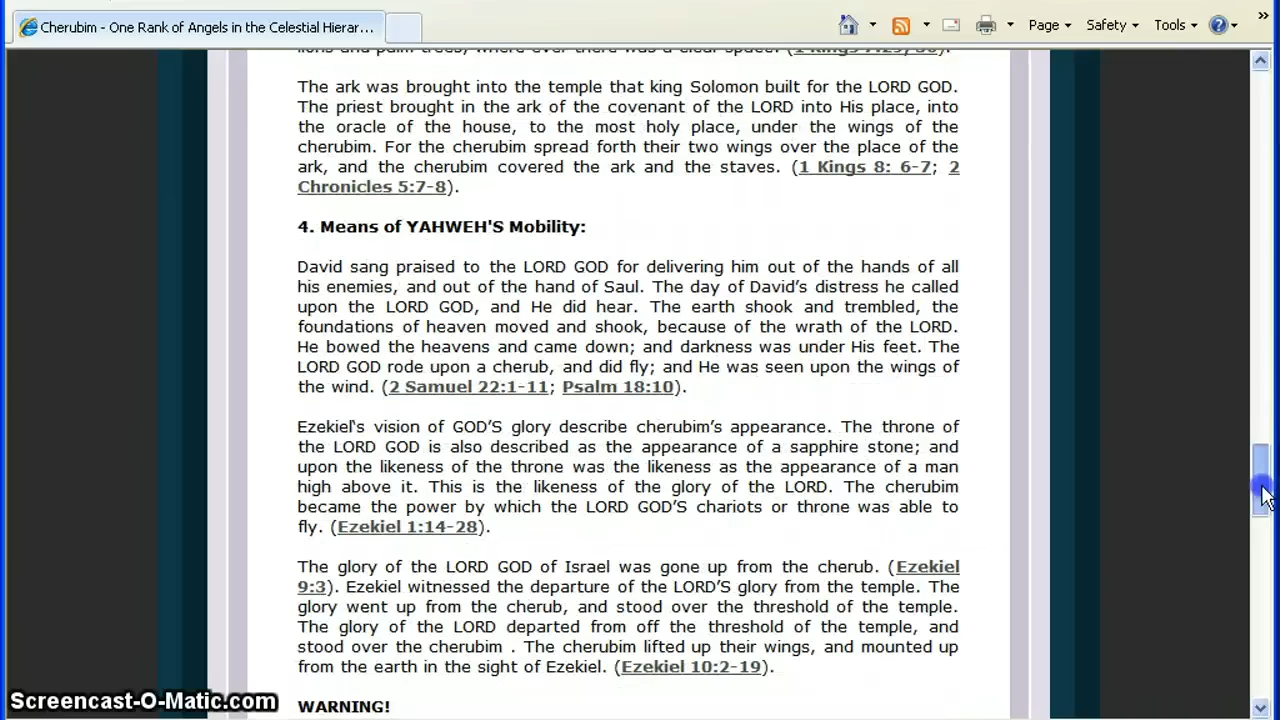 Cherubim - One Rank of Angels in the Celestial Hierar...
Page
Safety
Tools
lions and palm trees, where ever there was a clear space. (1 Kings 7:29, 36).
The ark was brought into the temple that king Solomon built for the LORD GOD.
The priest brought in the ark of the covenant of the LORD into His place, into
the oracle of the house, to the most holy place, under the wings of the
cherubim. For the cherubim spread forth their two wings over the place of the
ark, and the cherubim covered the ark and the staves. (1 Kings 8: 6-7; 2
Chronicles 5:7-8).
4. Means of YAHWEH'S Mobility:
David sang praised to the LORD GOD for delivering him out of the hands of all
his enemies, and out of the hand of Saul. The day of David’s distress he called
upon the LORD GOD, and He did hear. The earth shook and trembled, the
foundations of heaven moved and shook, because of the wrath of the LORD.
He bowed the heavens and came down; and darkness was under His feet. The
LORD GOD rode upon a cherub, and did fly; and He was seen upon the wings of
the wind. (2 Samuel 22:1-11; Psalm 18:10).
Ezekiel's vision of GOD’S glory describe cherubim’s appearance. The throne of
the LORD GOD is also described as the appearance of a sapphire stone; and
upon the likeness of the throne was the likeness as the appearance of a man
high above it. This is the likeness of the glory of the LORD. The cherubim
became the power by which the LORD GOD’S chariots or throne was able to
fly. (Ezekiel 1:14-28).
The glory of the LORD GOD of Israel was gone up from the cherub. (Ezekiel
9:3). Ezekiel witnessed the departure of the LORD’S glory from the temple. The
glory went up from the cherub, and stood over the threshold of the temple.
The glory of the LORD departed from off the threshold of the temple, and
stood over the cherubim . The cherubim lifted up their wings, and mounted up
from the earth in the sight of Ezekiel. (Ezekiel 10:2-19).
WARNING!
Screencast-O-Matic.com